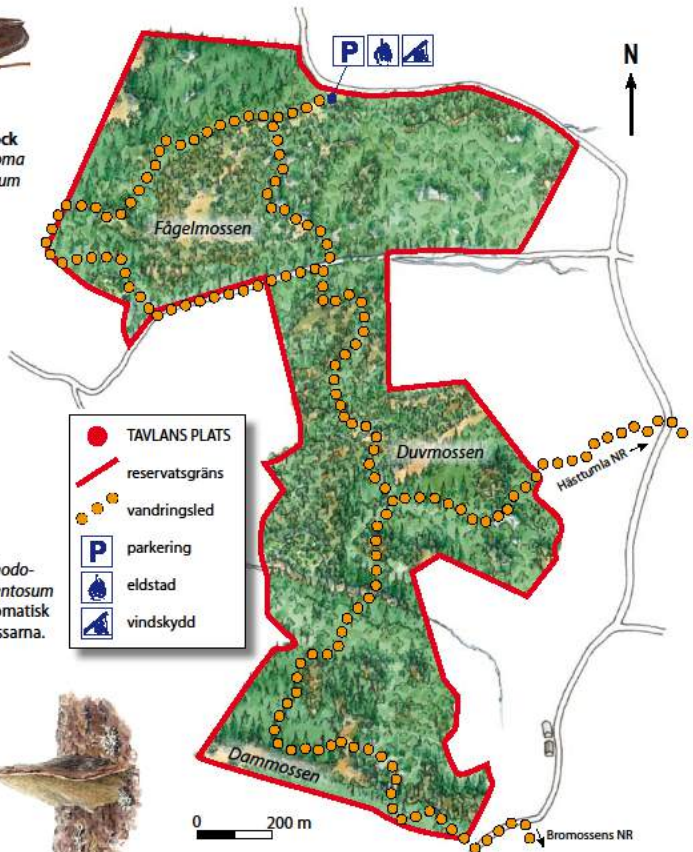 ock
oma
um
P
N
Fågelmossen
TAVLANS PLATS
reservatsgräns
vandringsled
P parkering
eldstad
vindskydd
Duvmossen
Hästtumla NR
odo-
ntosum
omatisk
ssarna.
Dammossen
0 200 m
Bromossens NR